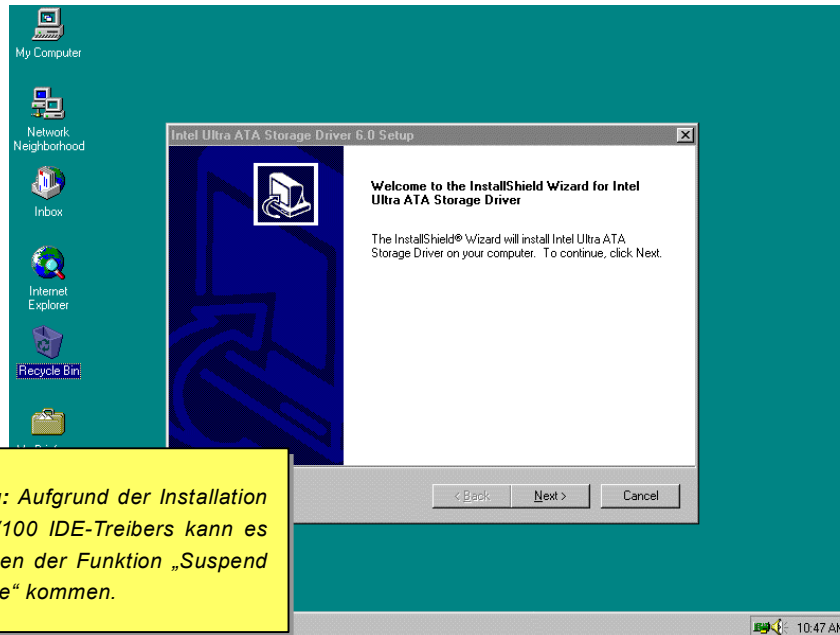 My Computer
Network
Neighborhood
Inbox
Internet
Explorer
Recycle Bin
Intel Ultra ATA Storage Driver 6.0 Setup
Welcome to the InstallShield Wizard for Intel
Ultra ATA Storage Driver
The InstallShield® Wizard will install Intel Ultra ATA
Storage Driver on your computer. To continue, click Next.
< Back
Next >
Cancel
: Aufgrund der Installation
/100 IDE-Treibers kann es
en der Funktion „Suspend
e“ kommen.
10:47 AM